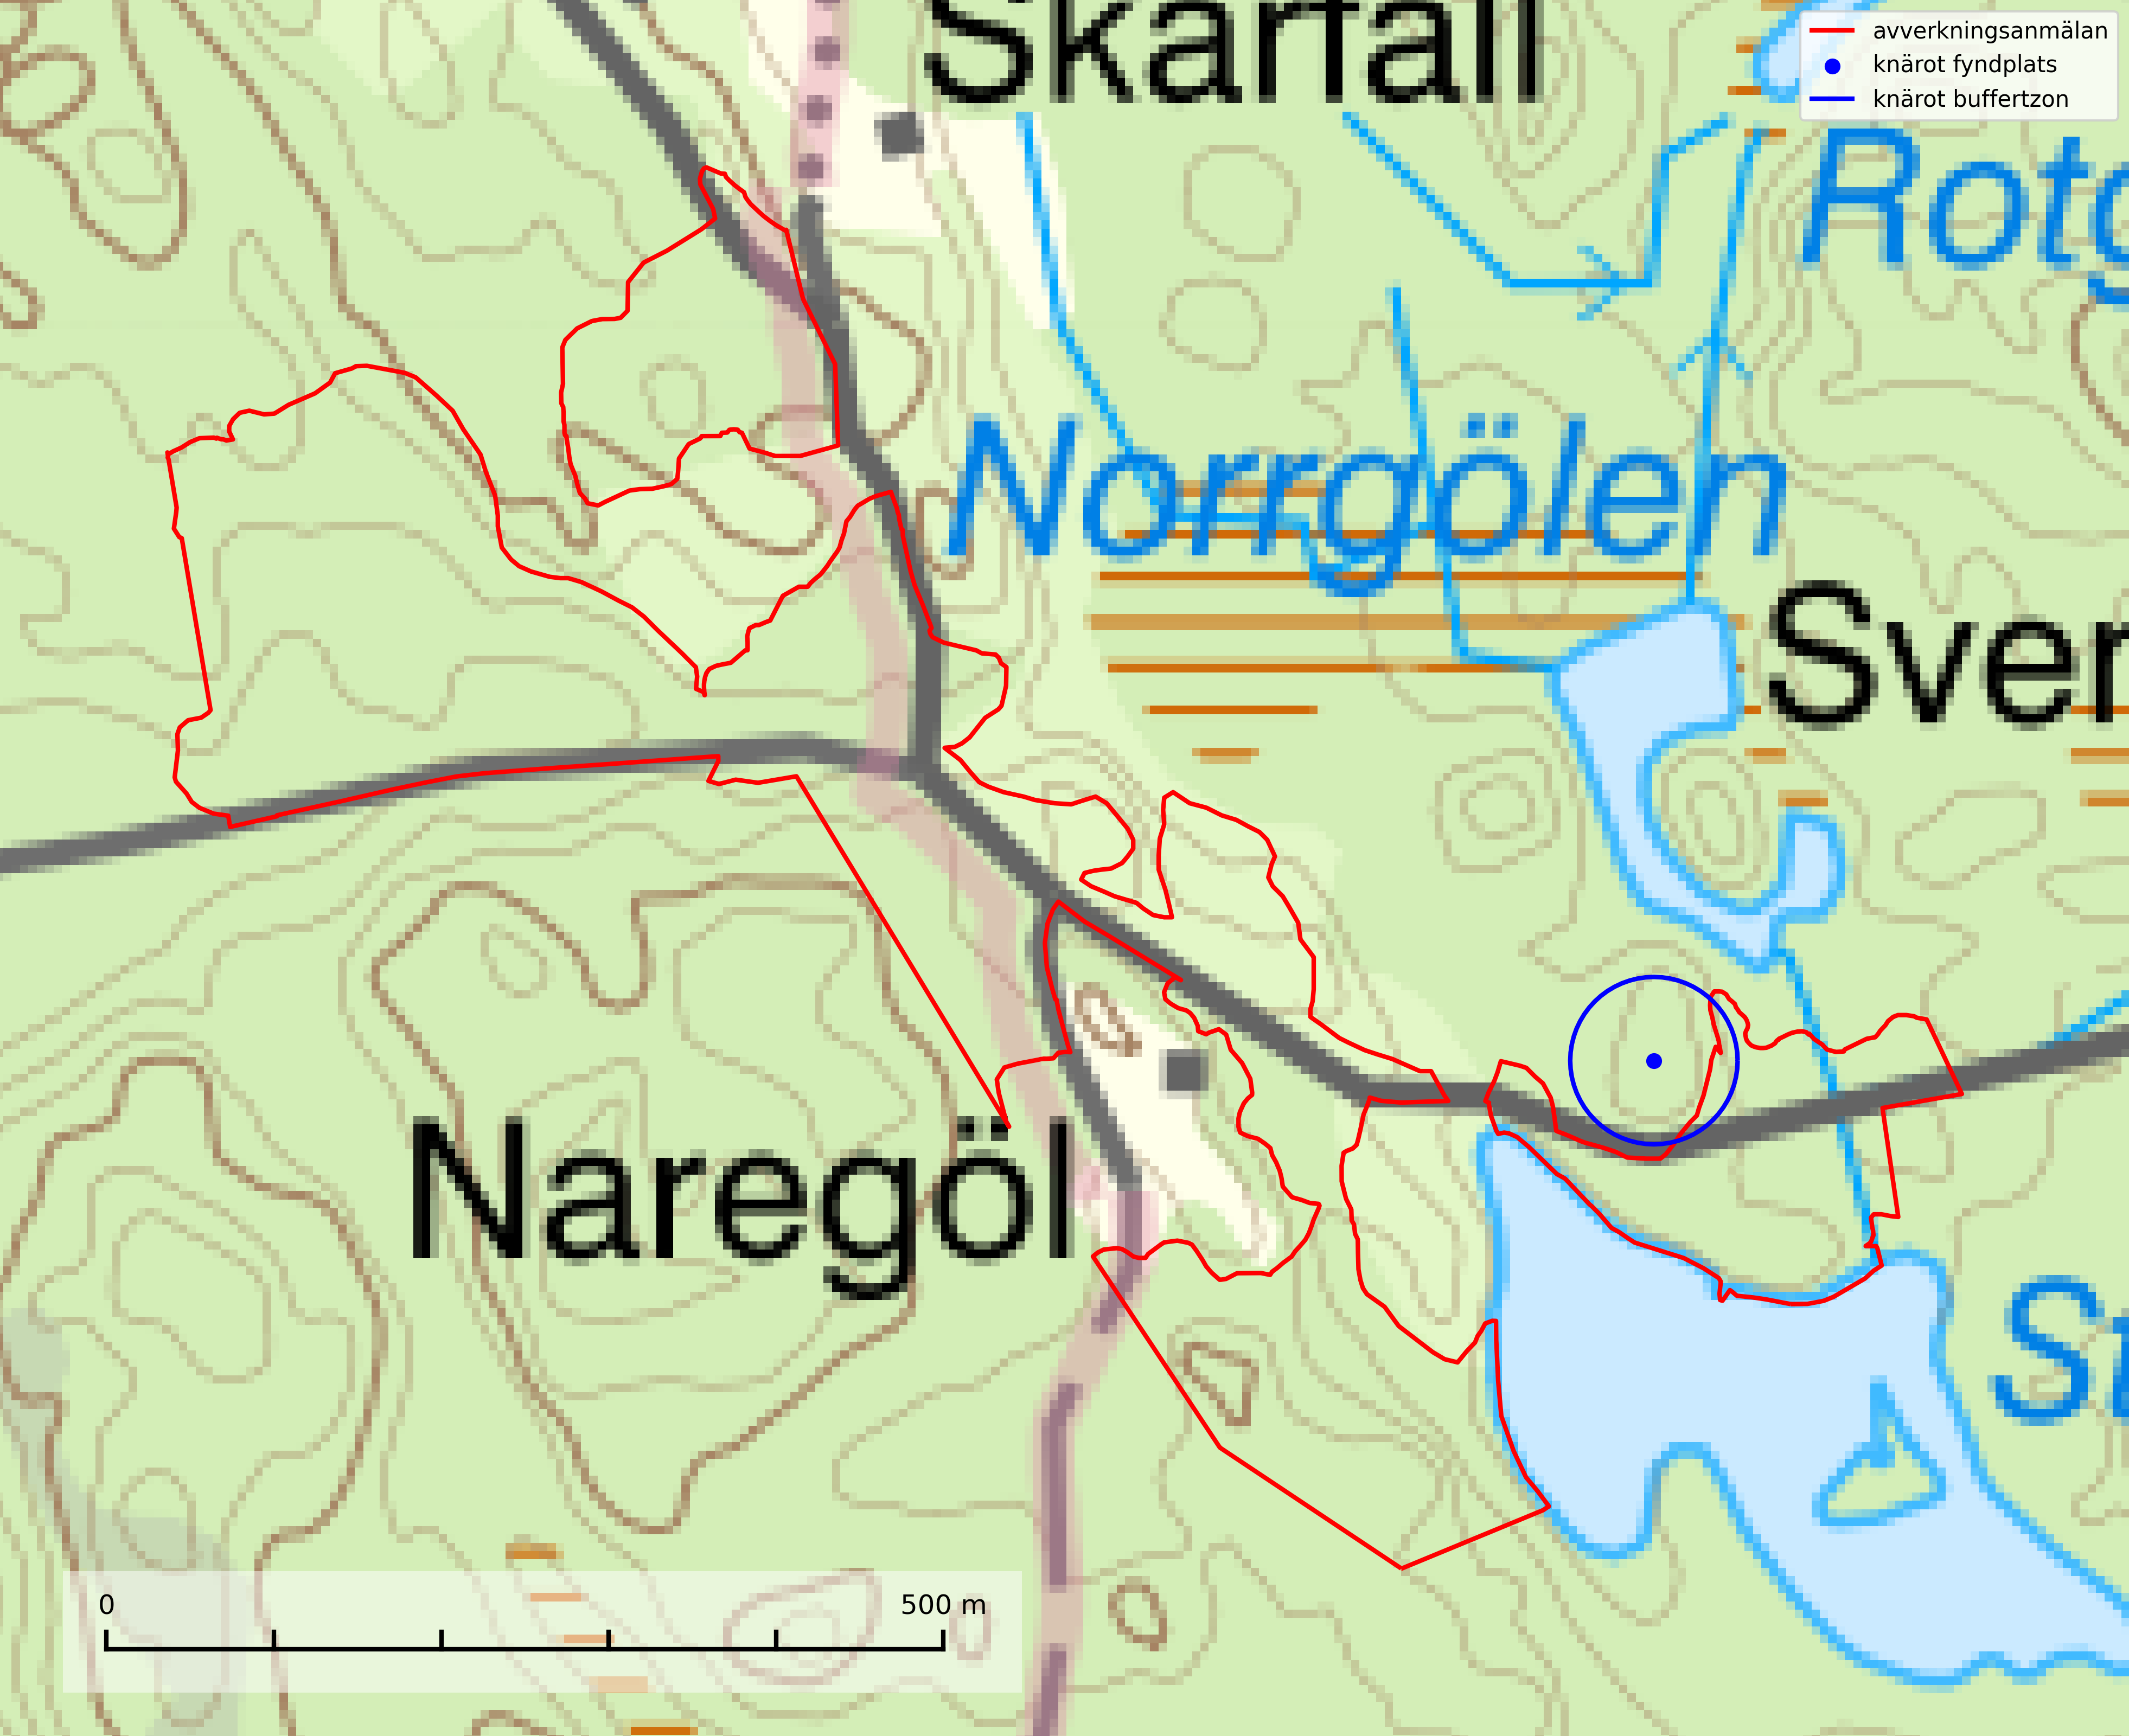 Skärfall
avverkningsanmälan
knärot fyndplats
knärot buffertzon
Norrgölen
Naregöl
0
500 m